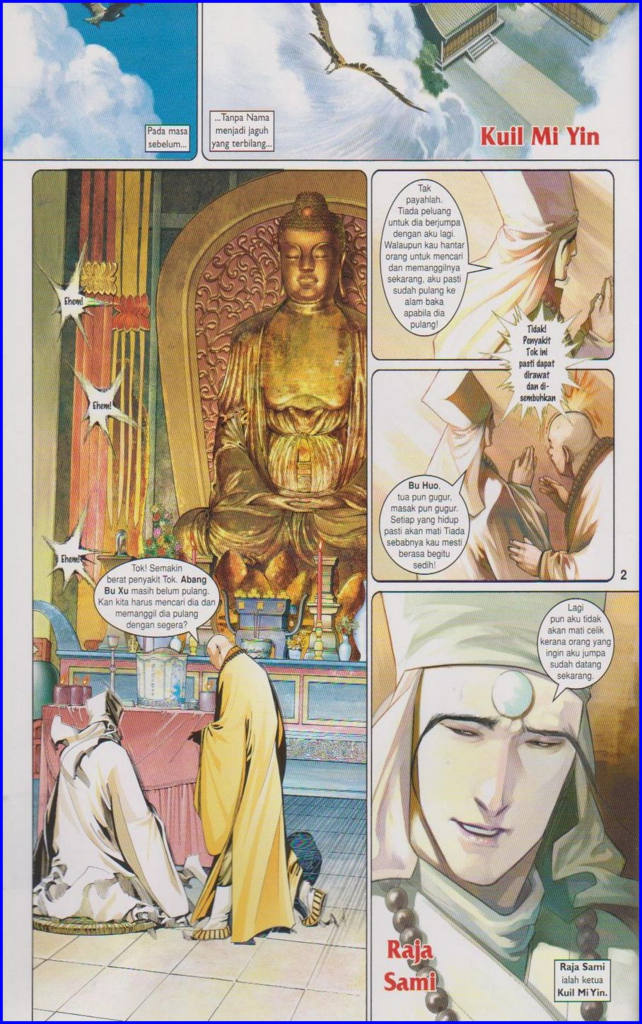 Pada masa
sebelum...
...Tanpa Nama
menjadi jaguh
yang terbilang...
Kuil Mi Yin
Ehem!
Ehem!
Ehem!
Tok! Semakin
berat penyakit Tok. Abang
Bu Xu masih belum pulang.
Kan kita harus mencari dia dan
memanggil dia pulang
dengan segera?
Tak
payahlah.
Tiada peluang
untuk dia berjumpa
dengan aku lagi.
Walaupun kau hantar
orang untuk mencari
dan memanggilnya
sekarang, aku pasti
sudah pulang ke
alam baka
apabila dia
pulang!
Tidak!
Penyakit
Tok ini
pasti dapat
dirawat
dan di-
sembuhkan
Bu Huo,
tua pun gugur,
masak pun gugur.
Setiap yang hidup
pasti akan mati Tiada
sebabnya kau mesti
berasa begitu
sedih!
2
Lagi
pun aku tidak
akan mati celik
kerana orang yang
ingin aku jumpa
sudah datang
sekarang.
Raja
Sami
Raja Sami
ialah ketua
Kuil Mi Yin.